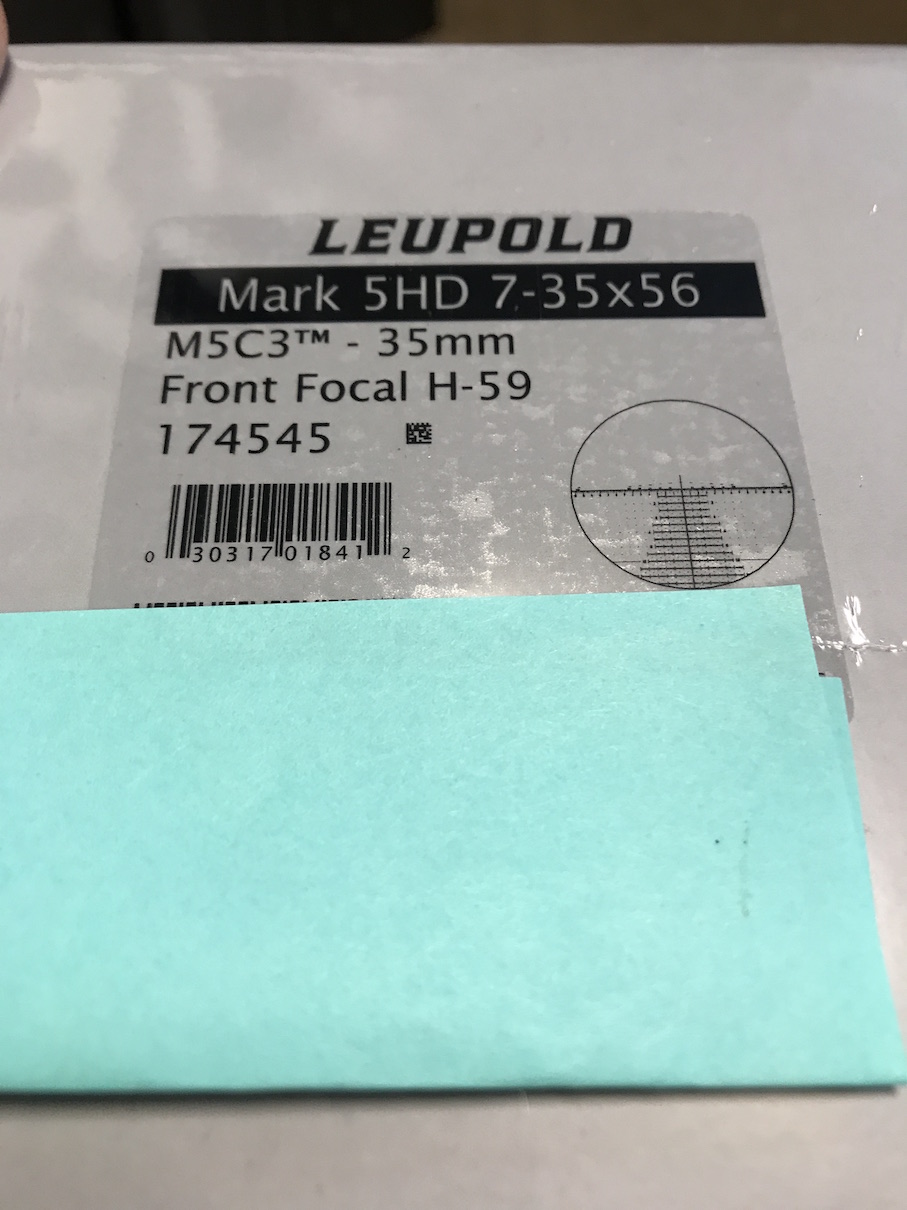 LEUPOLD
Mark 5HD 7-35x56
M5C3™ - 35mm
Front Focal H-59
174545
0 30317 01841 2